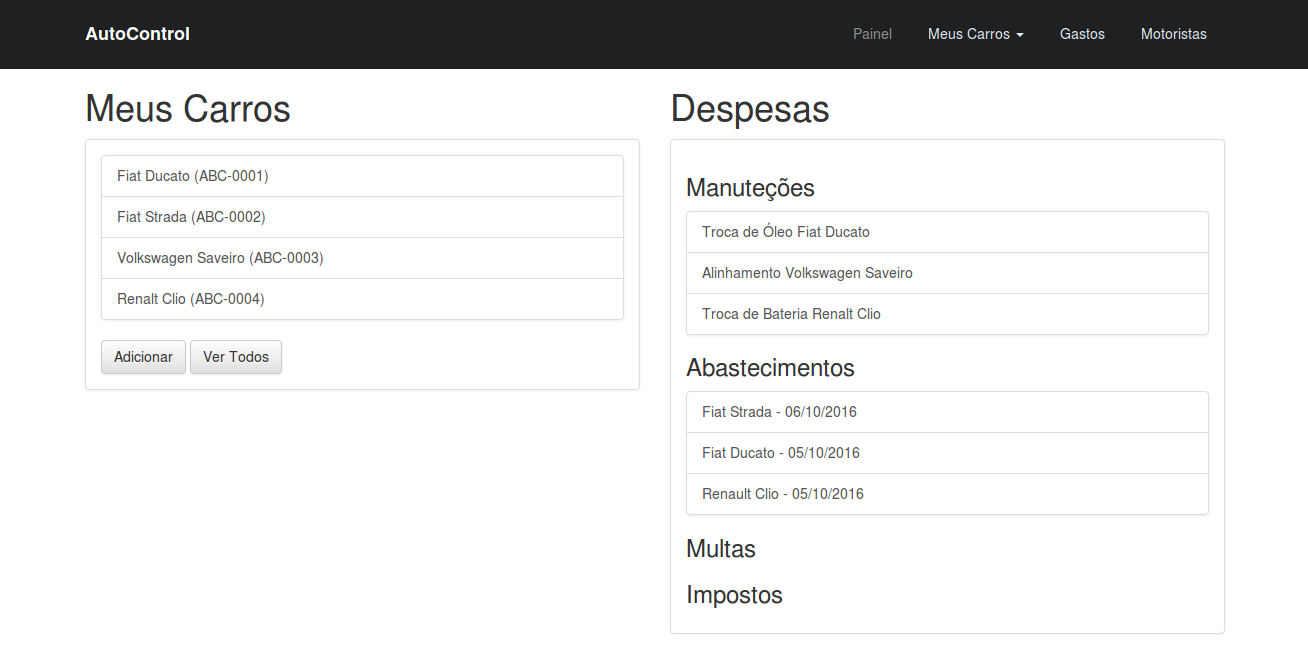 AutoControl
Painel
Meus Carros
Gastos
Motoristas
Meus Carros
Fiat Ducato (ABC-0001)
Fiat Strada (ABC-0002)
Volkswagen Saveiro (ABC-0003)
Renalt Clio (ABC-0004)
Adicionar
Ver Todos
Despesas
Manuteções
Troca de Óleo Fiat Ducato
Alinhamento Volkswagen Saveiro
Troca de Bateria Renalt Clio
Abastecimentos
Fiat Strada - 06/10/2016
Fiat Ducato - 05/10/2016
Renault Clio - 05/10/2016
Multas
Impostos